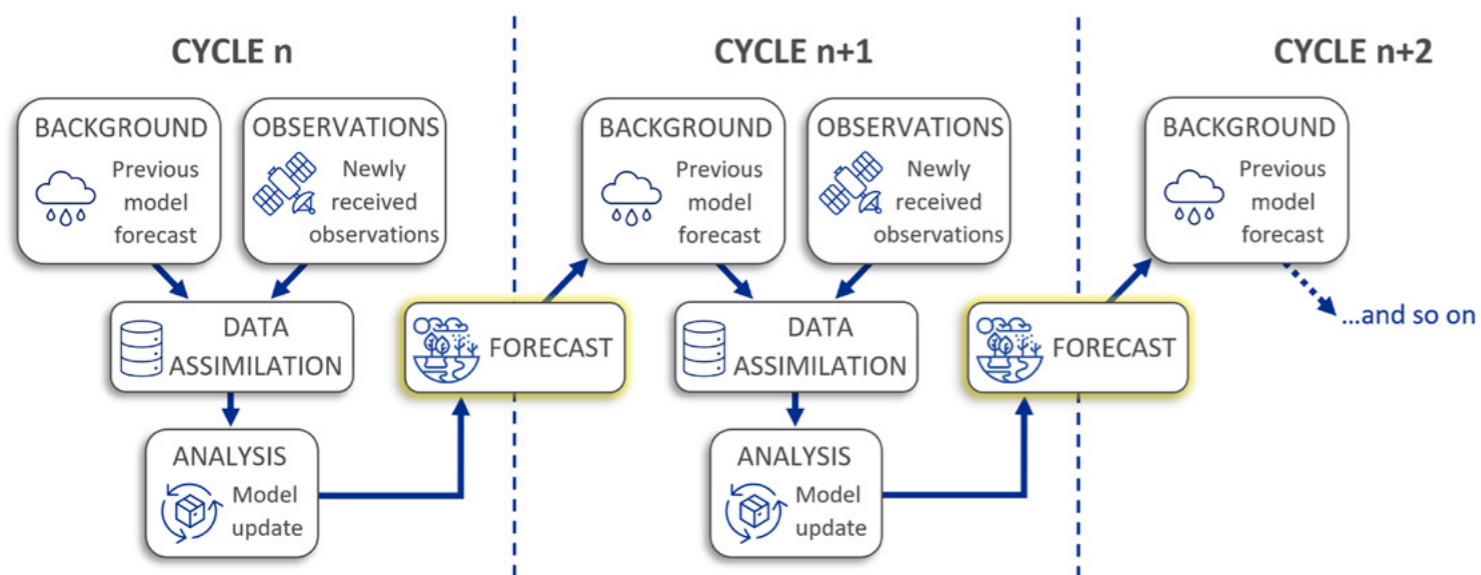 CYCLE n
BACKGROUND
Previous
model
forecast
OBSERVATIONS
Newly
received
observations
DATA
ASSIMILATION
ANALYSIS
Model
update
FORECAST
CYCLE n+1
BACKGROUND
Previous
model
forecast
OBSERVATIONS
Newly
received
observations
DATA
ASSIMILATION
ANALYSIS
Model
update
FORECAST
CYCLE n+2
BACKGROUND
Previous
model
forecast
...and so on